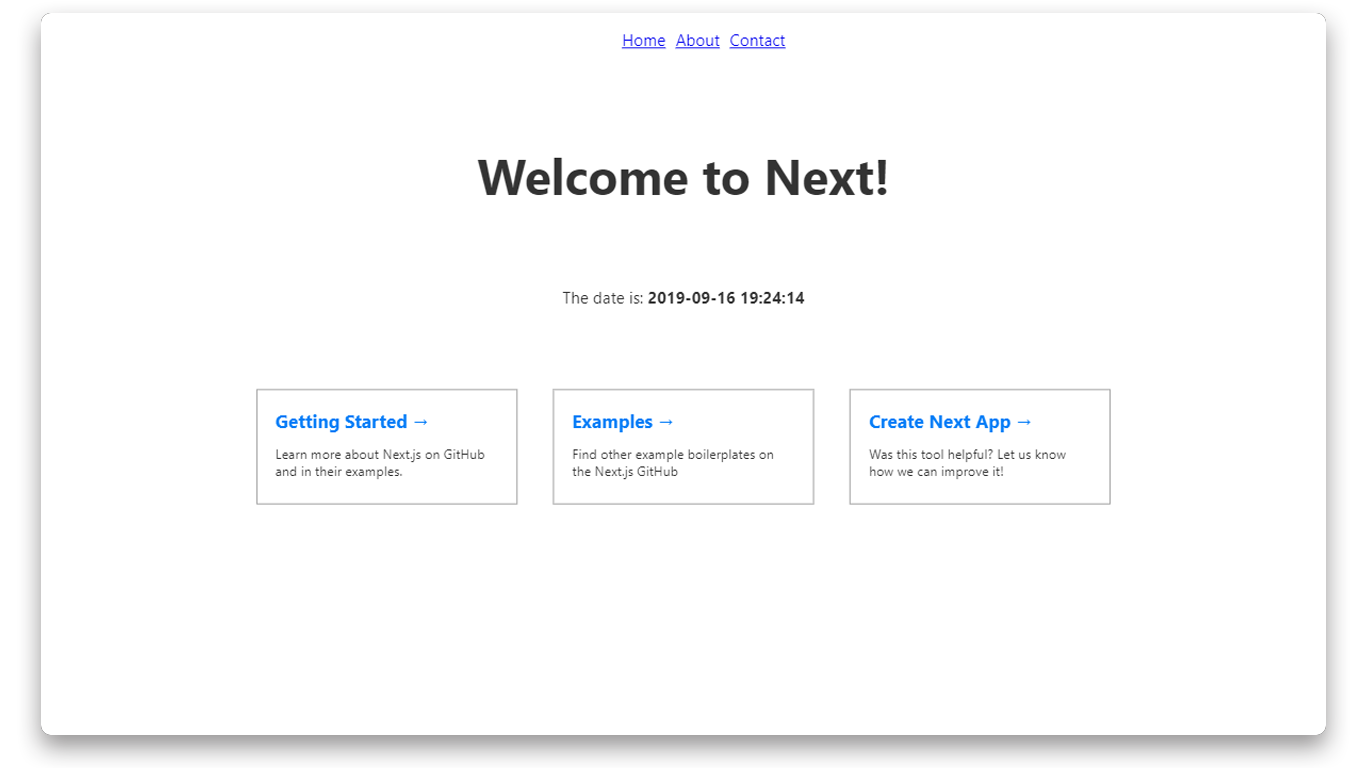 Home About Contact
Welcome to Next!
The date is: 2019-09-16 19:24:14
Getting Started →
Learn more about Next.js on GitHub
and in their examples.
Examples →
Find other example boilerplates on
the Next.js GitHub
Create Next App →
Was this tool helpful? Let us know
how we can improve it!